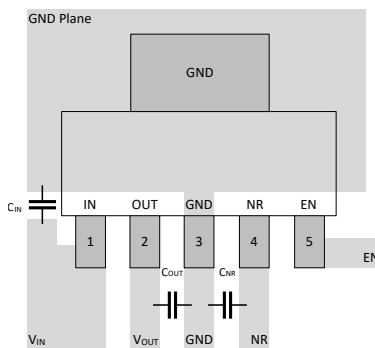 GND Plane
GND
IN OUT GND NR EN
CIN
1 2 3 4 5
EN
COUT CNR
VIN VOUT GND NR